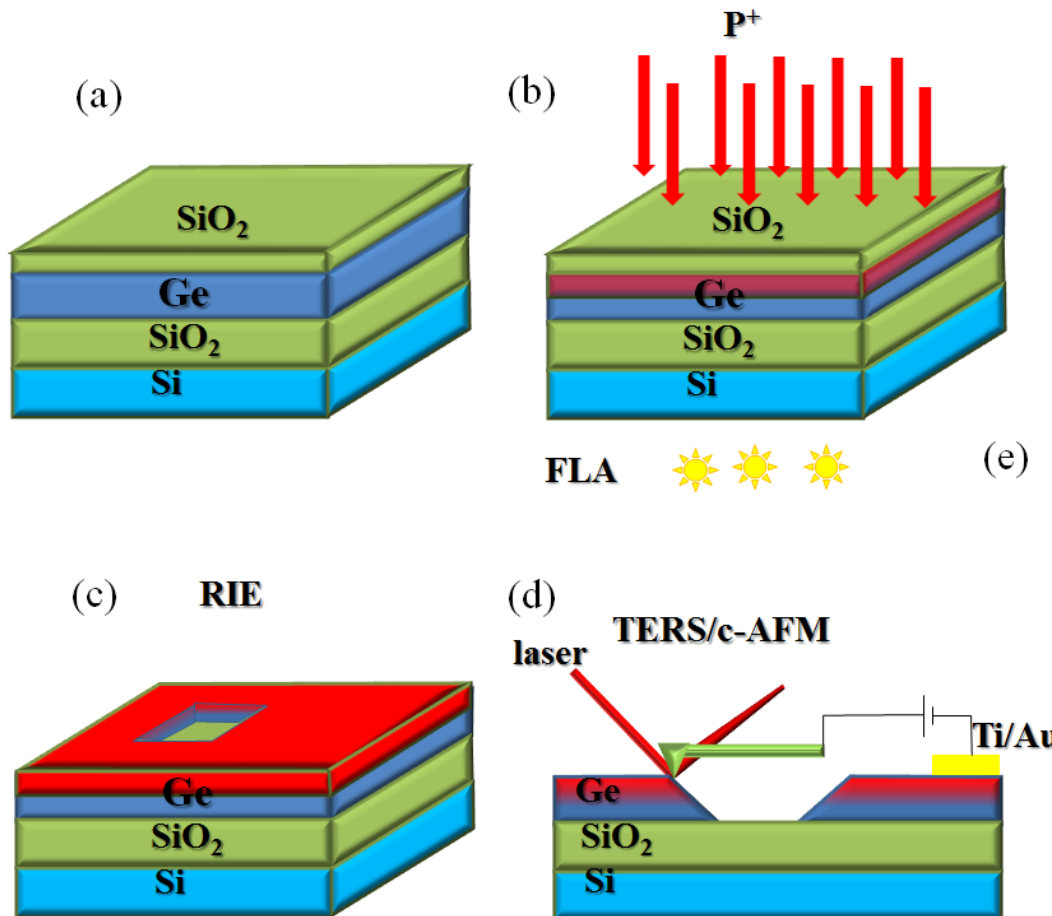 (a)
SiO₂
Ge
SiO₂
Si
P⁺
(b)
SiO₂
Ge
SiO₂
Si
FLA
(e)
(c)
RIE
Ge
SiO₂
Si
(d)
TERS/c-AFM
laser
Ti/Au
Ge
SiO₂
Si